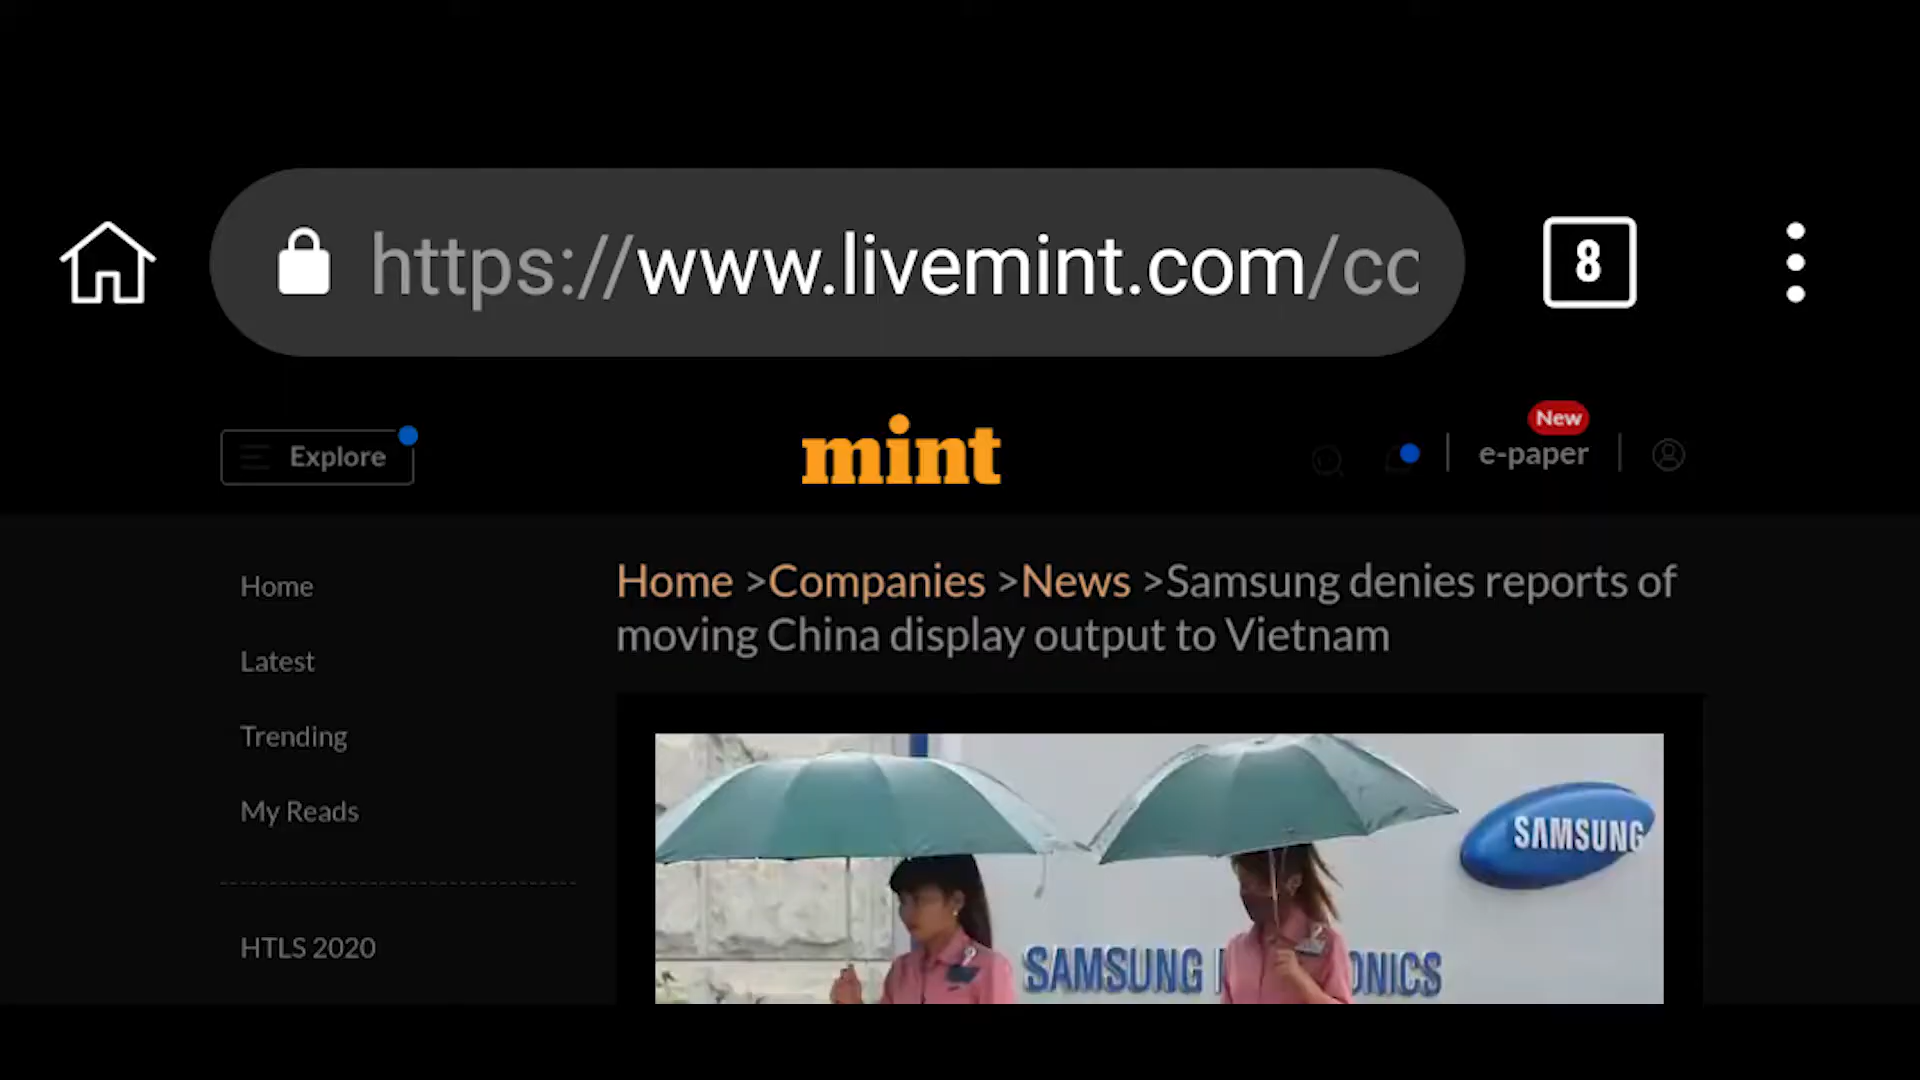 https://www.livemint.com/cc
8
Explore
mint
New
e-paper
Home >Companies >News >Samsung denies reports of
moving China display output to Vietnam
Home
Latest
Trending
My Reads
HTLS 2020
SAMSUNG
SAMSUNG ONICS